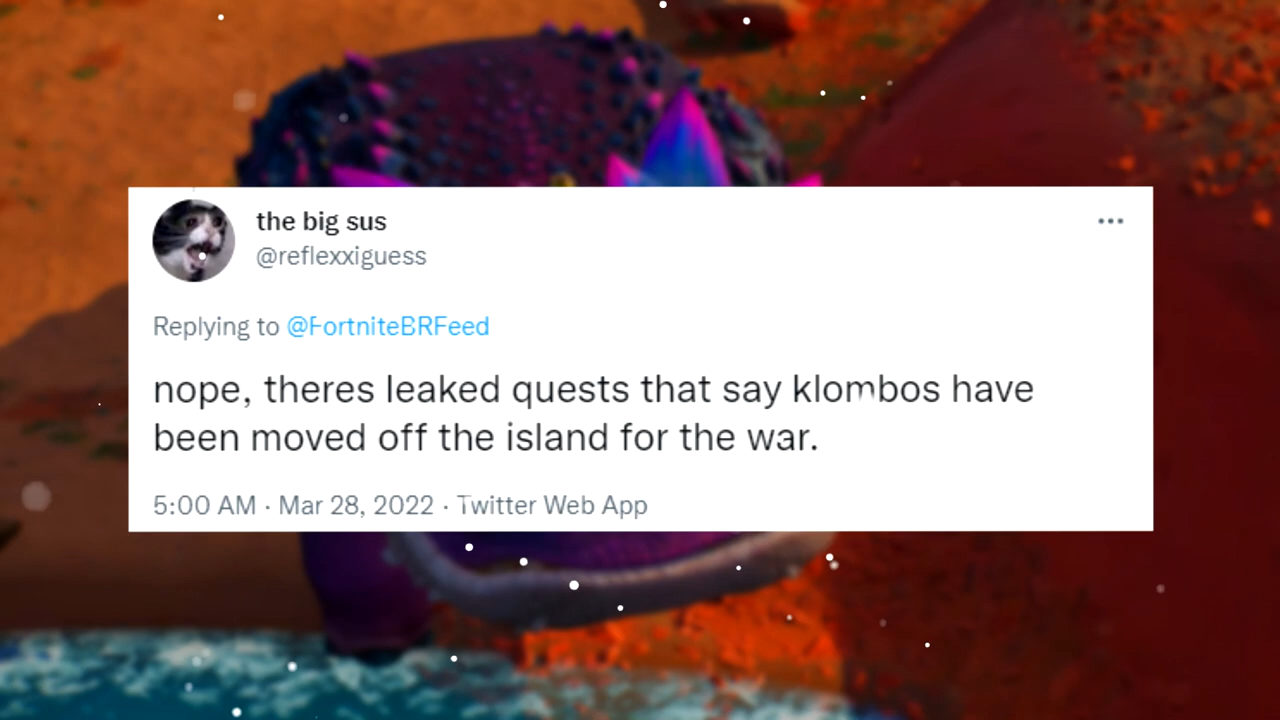 the big sus
@reflexxiguess
Replying to @FortniteBRFeed
nope, theres leaked quests that say klombos have
been moved off the island for the war.
5:00 AM · Mar 28, 2022 · Twitter Web App